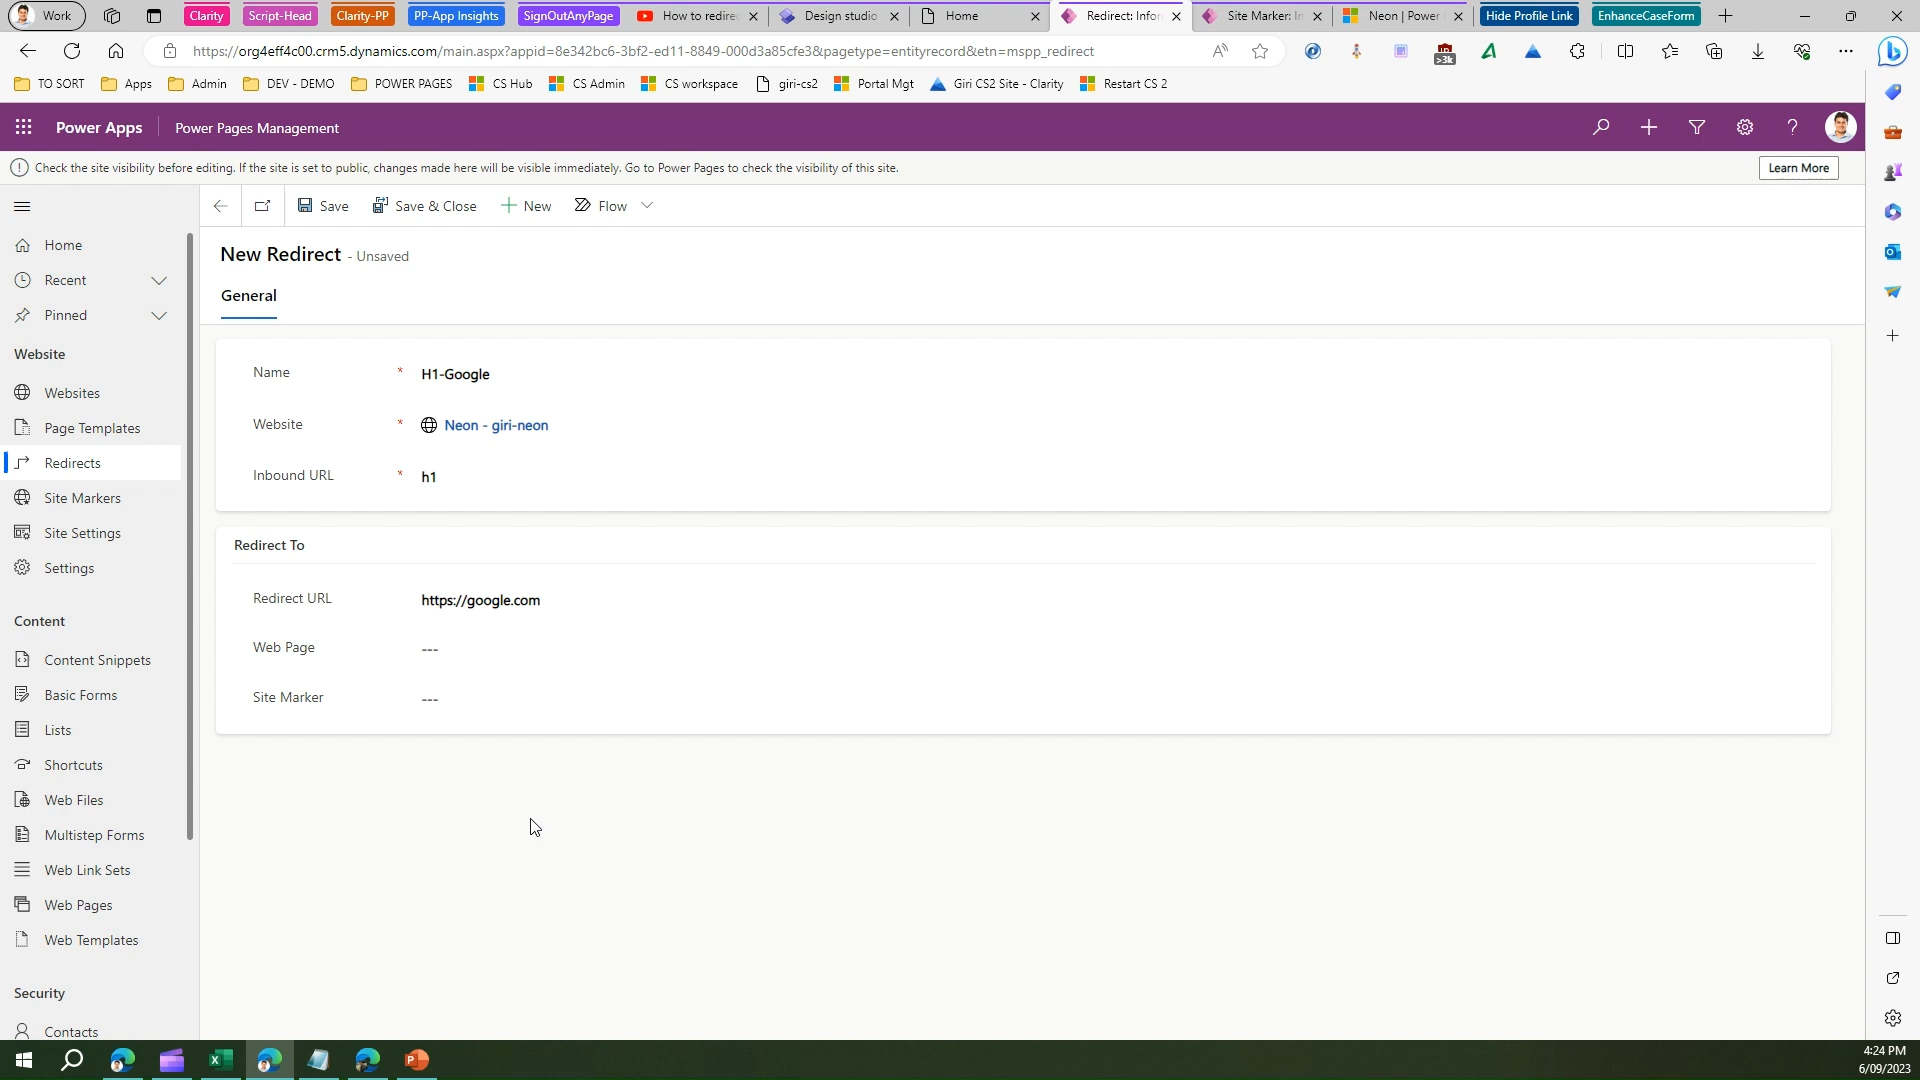 Work
Clarity
Script-Head
Clarity-PP
PP-App Insights
SignOutAnyPage
How to redirec
Design studio
Home
Redirect: Infor
Site Marker: In
Neon | Power
Hide Profile Link
EnhanceCaseForm
https://org4eff4c00.crm5.dynamics.com/main.aspx?appid=8e342bc6-3bf2-ed11-8849-000d3a85cfe3&pagetype=entityrecord&etn=mspp_redirect
>3k
TO SORT
Apps
Admin
DEV - DEMO
POWER PAGES
CS Hub
CS Admin
CS workspace
giri-cs2
Portal Mgt
Giri CS2 Site - Clarity
Restart CS 2
Power Apps
Power Pages Management
Check the site visibility before editing. If the site is set to public, changes made here will be visible immediately. Go to Power Pages to check the visibility of this site.
Learn More
Save
Save & Close
New
Flow
New Redirect - Unsaved
General
Home
Recent
Pinned
Website
Websites
Page Templates
Redirects
Site Markers
Site Settings
Settings
Content
Content Snippets
Basic Forms
Lists
Shortcuts
Web Files
Multistep Forms
Web Link Sets
Web Pages
Web Templates
Security
Contacts
Name * H1-Google
Website * Neon - giri-neon
Inbound URL * h1
Redirect To
Redirect URL https://google.com
Web Page ---
Site Marker ---
4:24 PM
6/09/2023